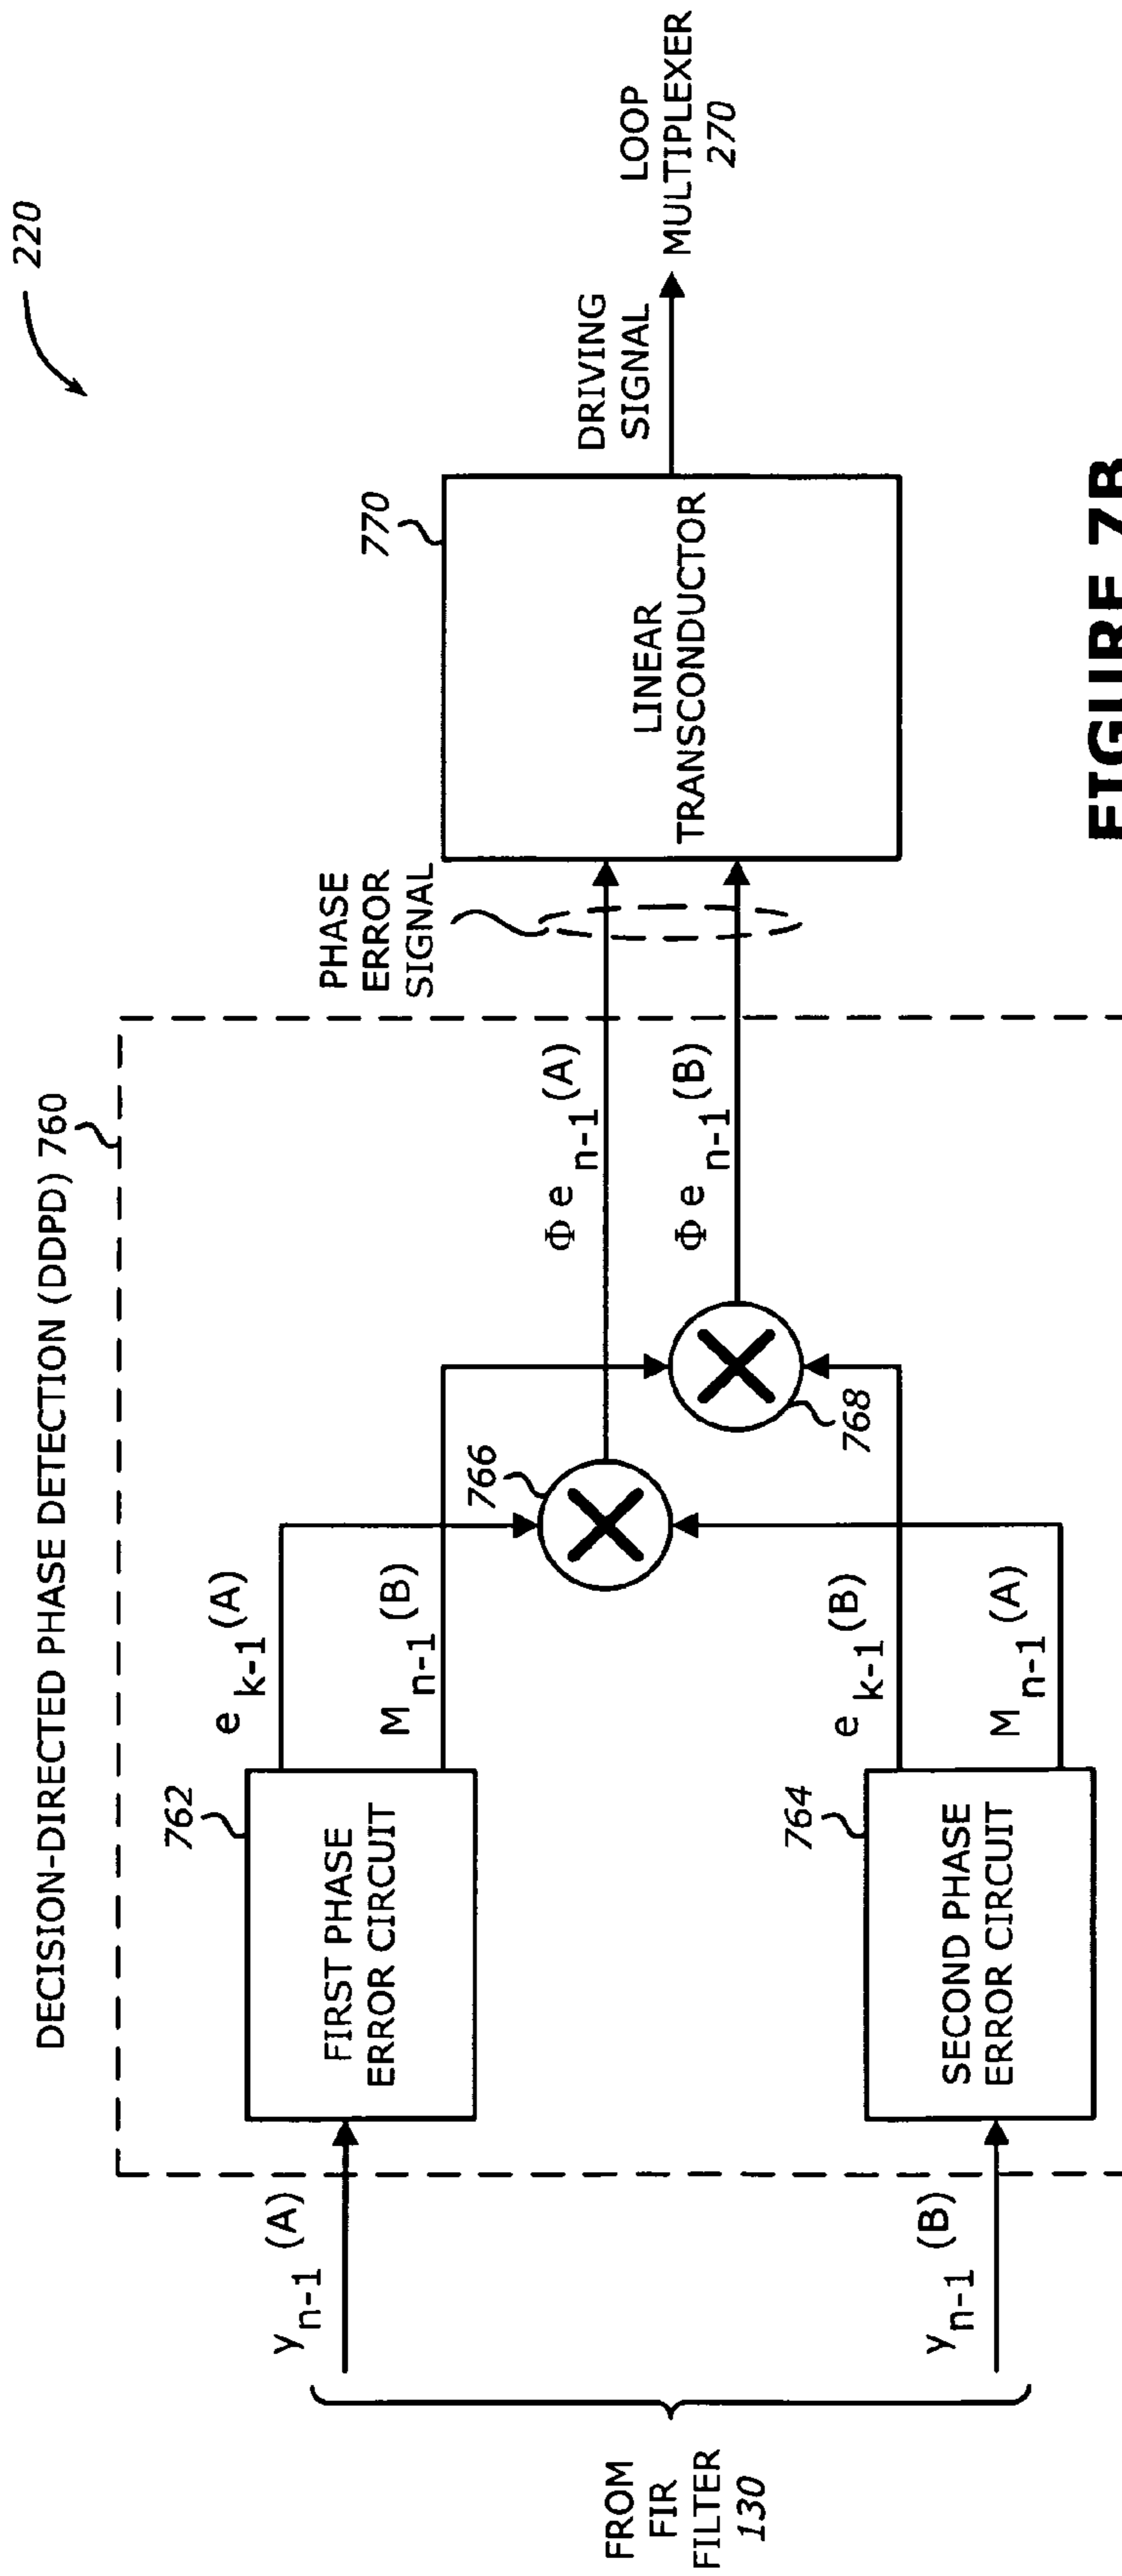 220
DECISION-DIRECTED PHASE DETECTION (DDPD) 760
762
FIRST PHASE
ERROR CIRCUIT
764
SECOND PHASE
ERROR CIRCUIT
y n-1 (A)
y n-1 (B)
FROM
FIR
FILTER
130
e k-1 (A)
M n-1 (B)
e k-1 (B)
M n-1 (A)
766
768
Φ e n-1 (A)
Φ e n-1 (B)
PHASE
ERROR
SIGNAL
770
LINEAR
TRANSCONDUCTOR
DRIVING
SIGNAL
LOOP
MULTIPLEXER
270
FIGURE 7B